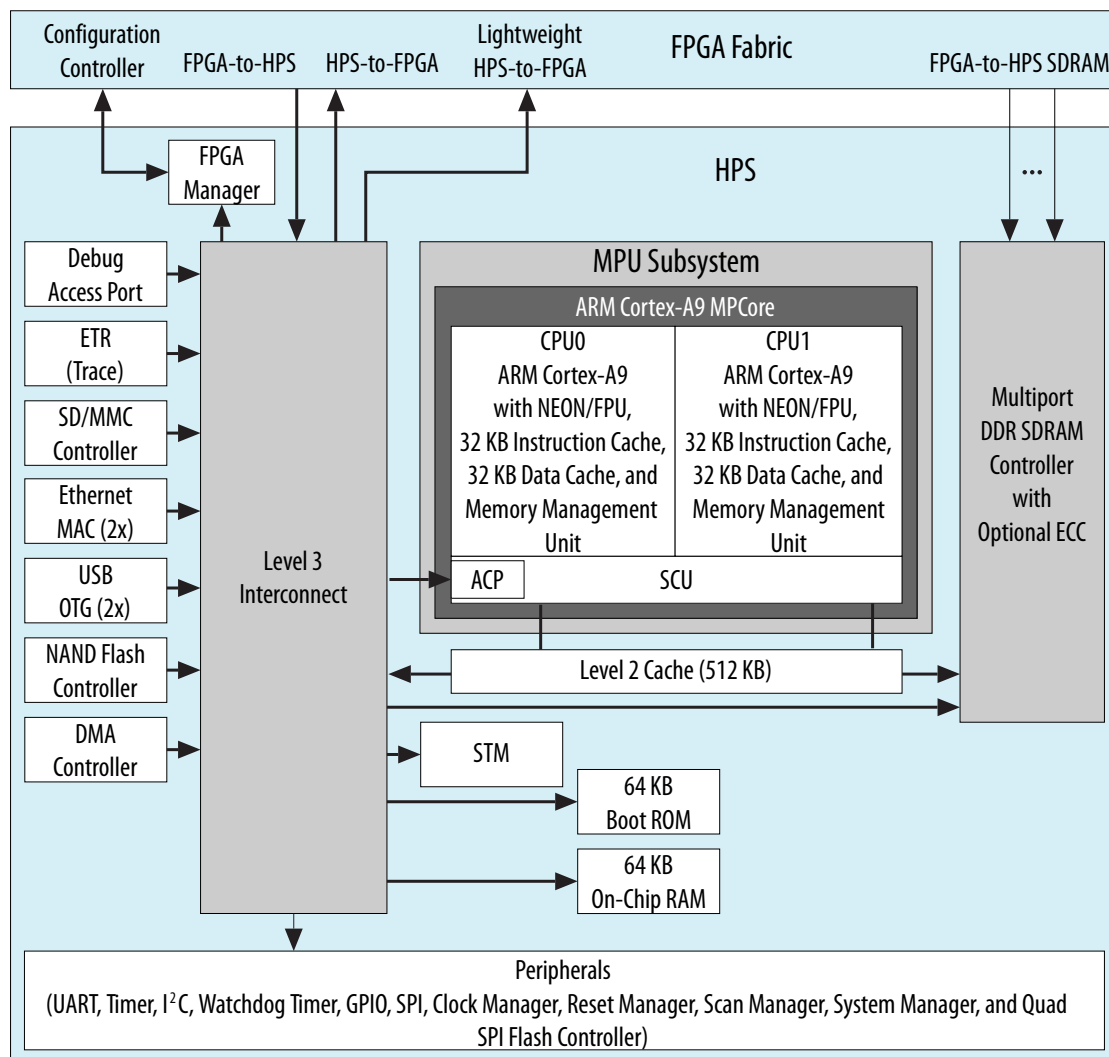 Configuration
Controller
FPGA-to-HPS
HPS-to-FPGA
Lightweight
HPS-to-FPGA
FPGA Fabric
FPGA-to-HPS SDRAM
FPGA
Manager
HPS
...
Debug
Access Port
ETR
(Trace)
SD/MMC
Controller
Ethernet
MAC (2x)
USB
OTG (2x)
NAND Flash
Controller
DMA
Controller
Level 3
Interconnect
MPU Subsystem
ARM Cortex-A9 MPCore
CPU0
ARM Cortex-A9
with NEON/FPU,
32 KB Instruction Cache,
32 KB Data Cache, and
Memory Management
Unit
CPU1
ARM Cortex-A9
with NEON/FPU,
32 KB Instruction Cache,
32 KB Data Cache, and
Memory Management
Unit
ACP
SCU
Level 2 Cache (512 KB)
Multiport
DDR SDRAM
Controller
with
Optional ECC
STM
64 KB
Boot ROM
64 KB
On-Chip RAM
Peripherals
(UART, Timer, I²C, Watchdog Timer, GPIO, SPI, Clock Manager, Reset Manager, Scan Manager, System Manager, and Quad
SPI Flash Controller)